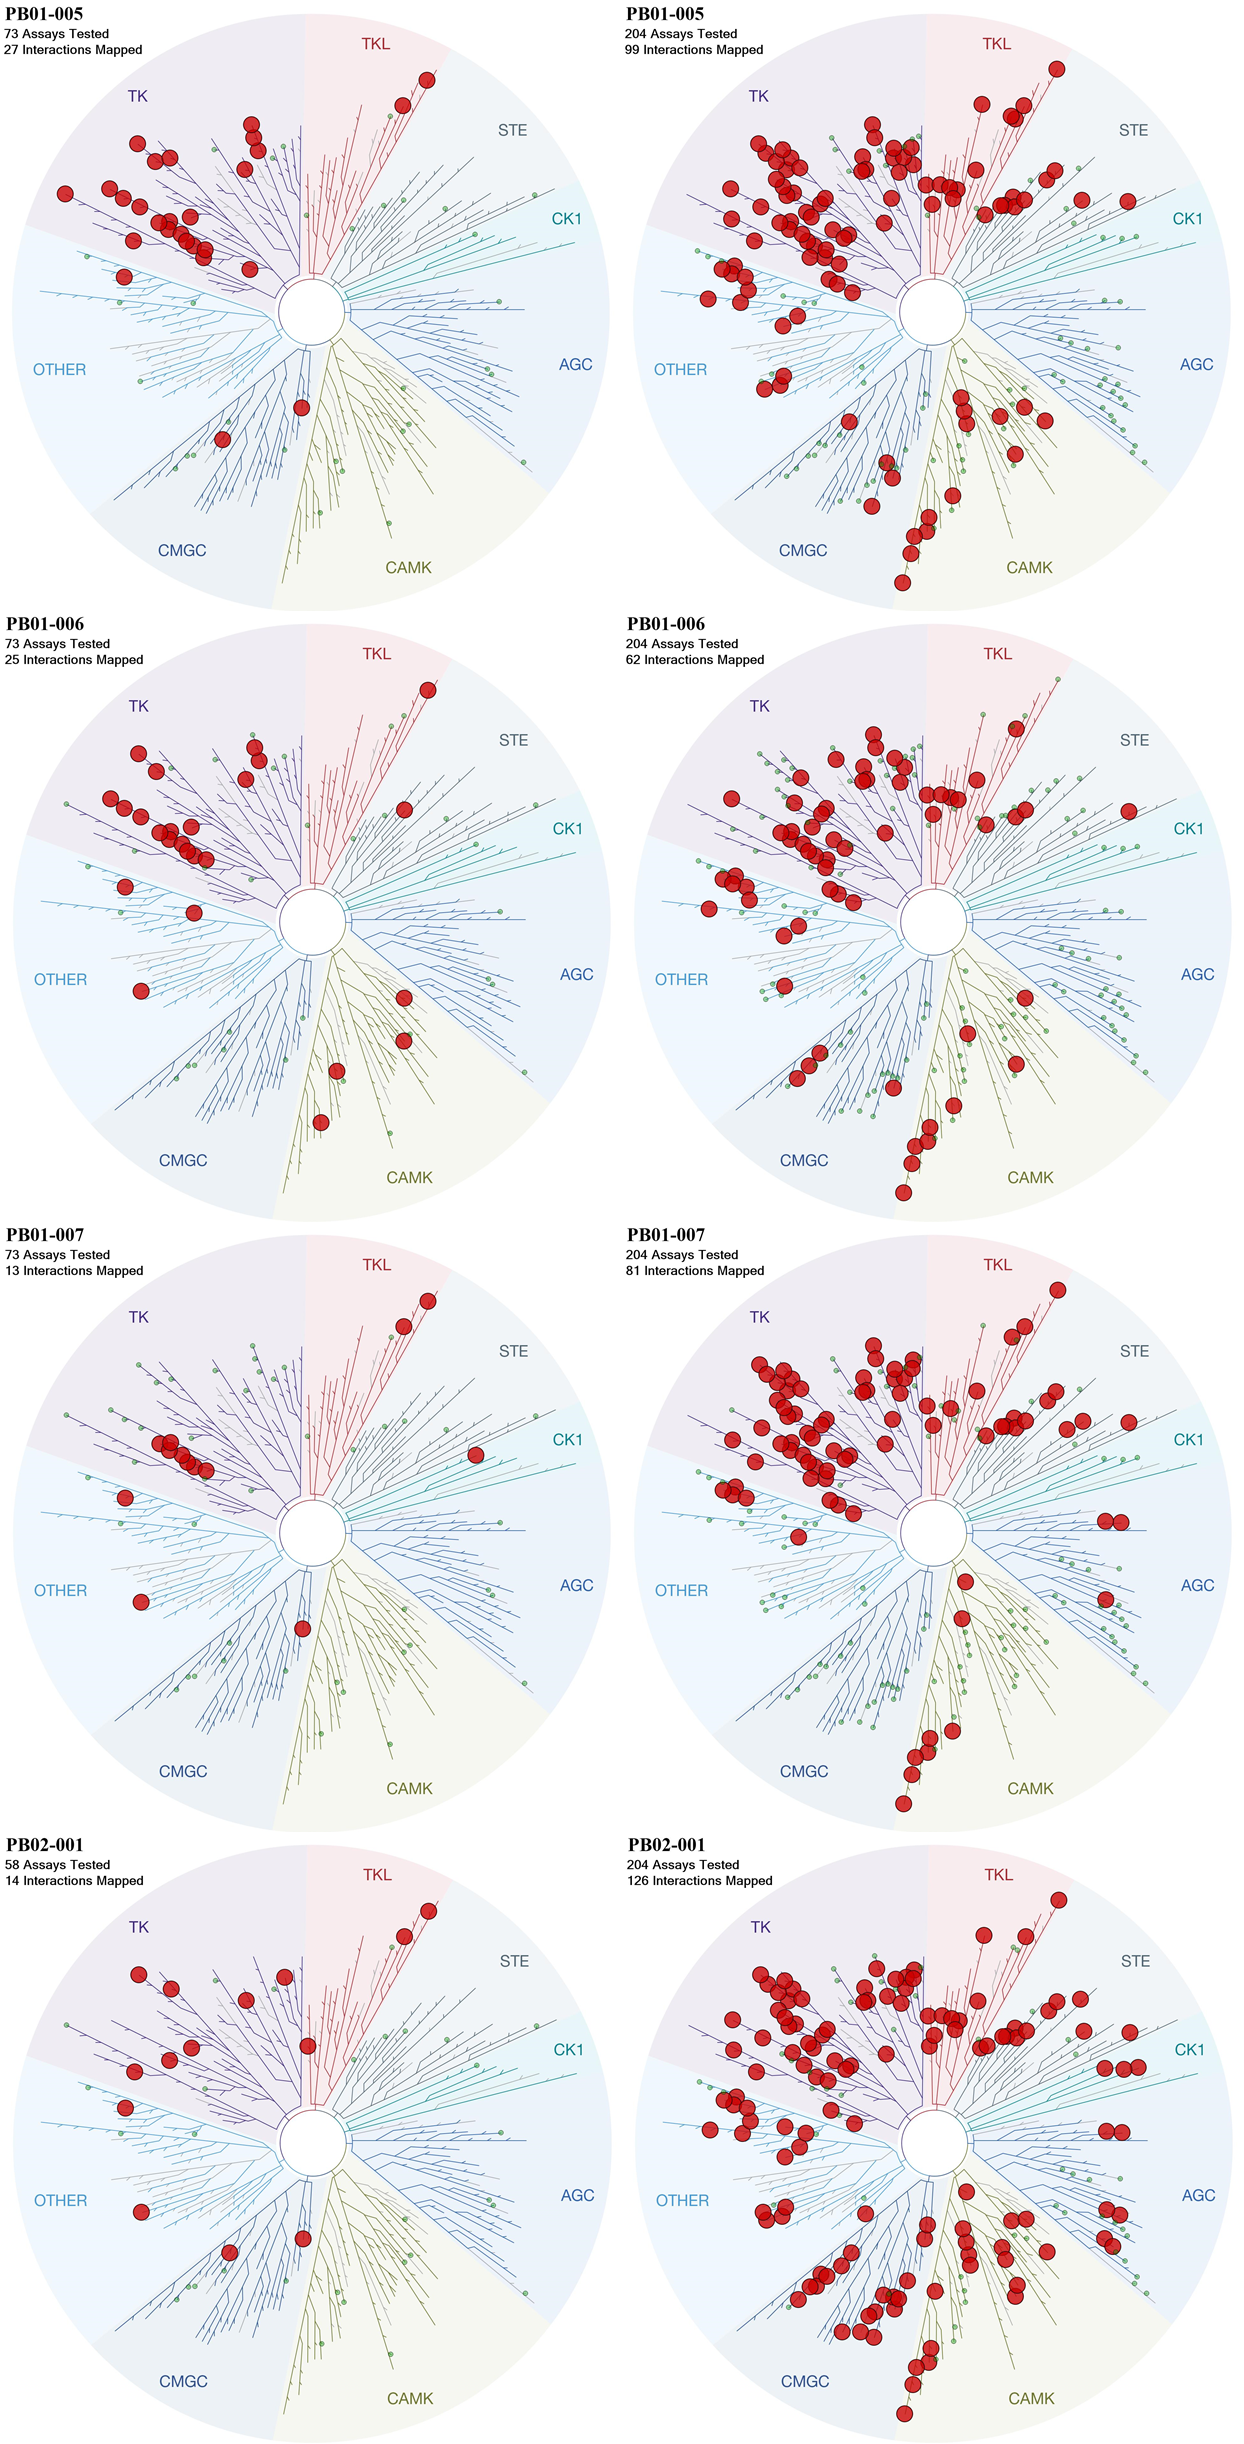 PB01-005
73 Assays Tested
27 Interactions Mapped
TKL
TK
STE
CK1
AGC
OTHER
CMGC
CAMK
PB01-005
204 Assays Tested
99 Interactions Mapped
TKL
TK
STE
CK1
AGC
OTHER
CMGC
CAMK
PB01-006
73 Assays Tested
25 Interactions Mapped
TKL
TK
STE
CK1
AGC
OTHER
CMGC
CAMK
PB01-006
204 Assays Tested
62 Interactions Mapped
TKL
TK
STE
CK1
AGC
OTHER
CMGC
CAMK
PB01-007
73 Assays Tested
13 Interactions Mapped
TKL
TK
STE
CK1
AGC
OTHER
CMGC
CAMK
PB01-007
204 Assays Tested
81 Interactions Mapped
TKL
TK
STE
CK1
AGC
OTHER
CMGC
CAMK
PB02-001
58 Assays Tested
14 Interactions Mapped
TKL
TK
STE
CK1
AGC
OTHER
CMGC
CAMK
PB02-001
204 Assays Tested
126 Interactions Mapped
TKL
TK
STE
CK1
AGC
OTHER
CMGC
CAMK